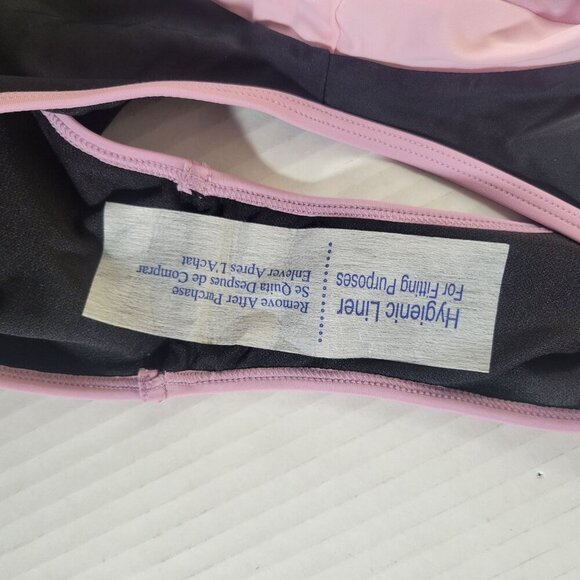 Hygienic Liner
For Fitting Purposes
Remove After Purchase
Se Quita Despues de Comprar
Enlever Apres L'Achat